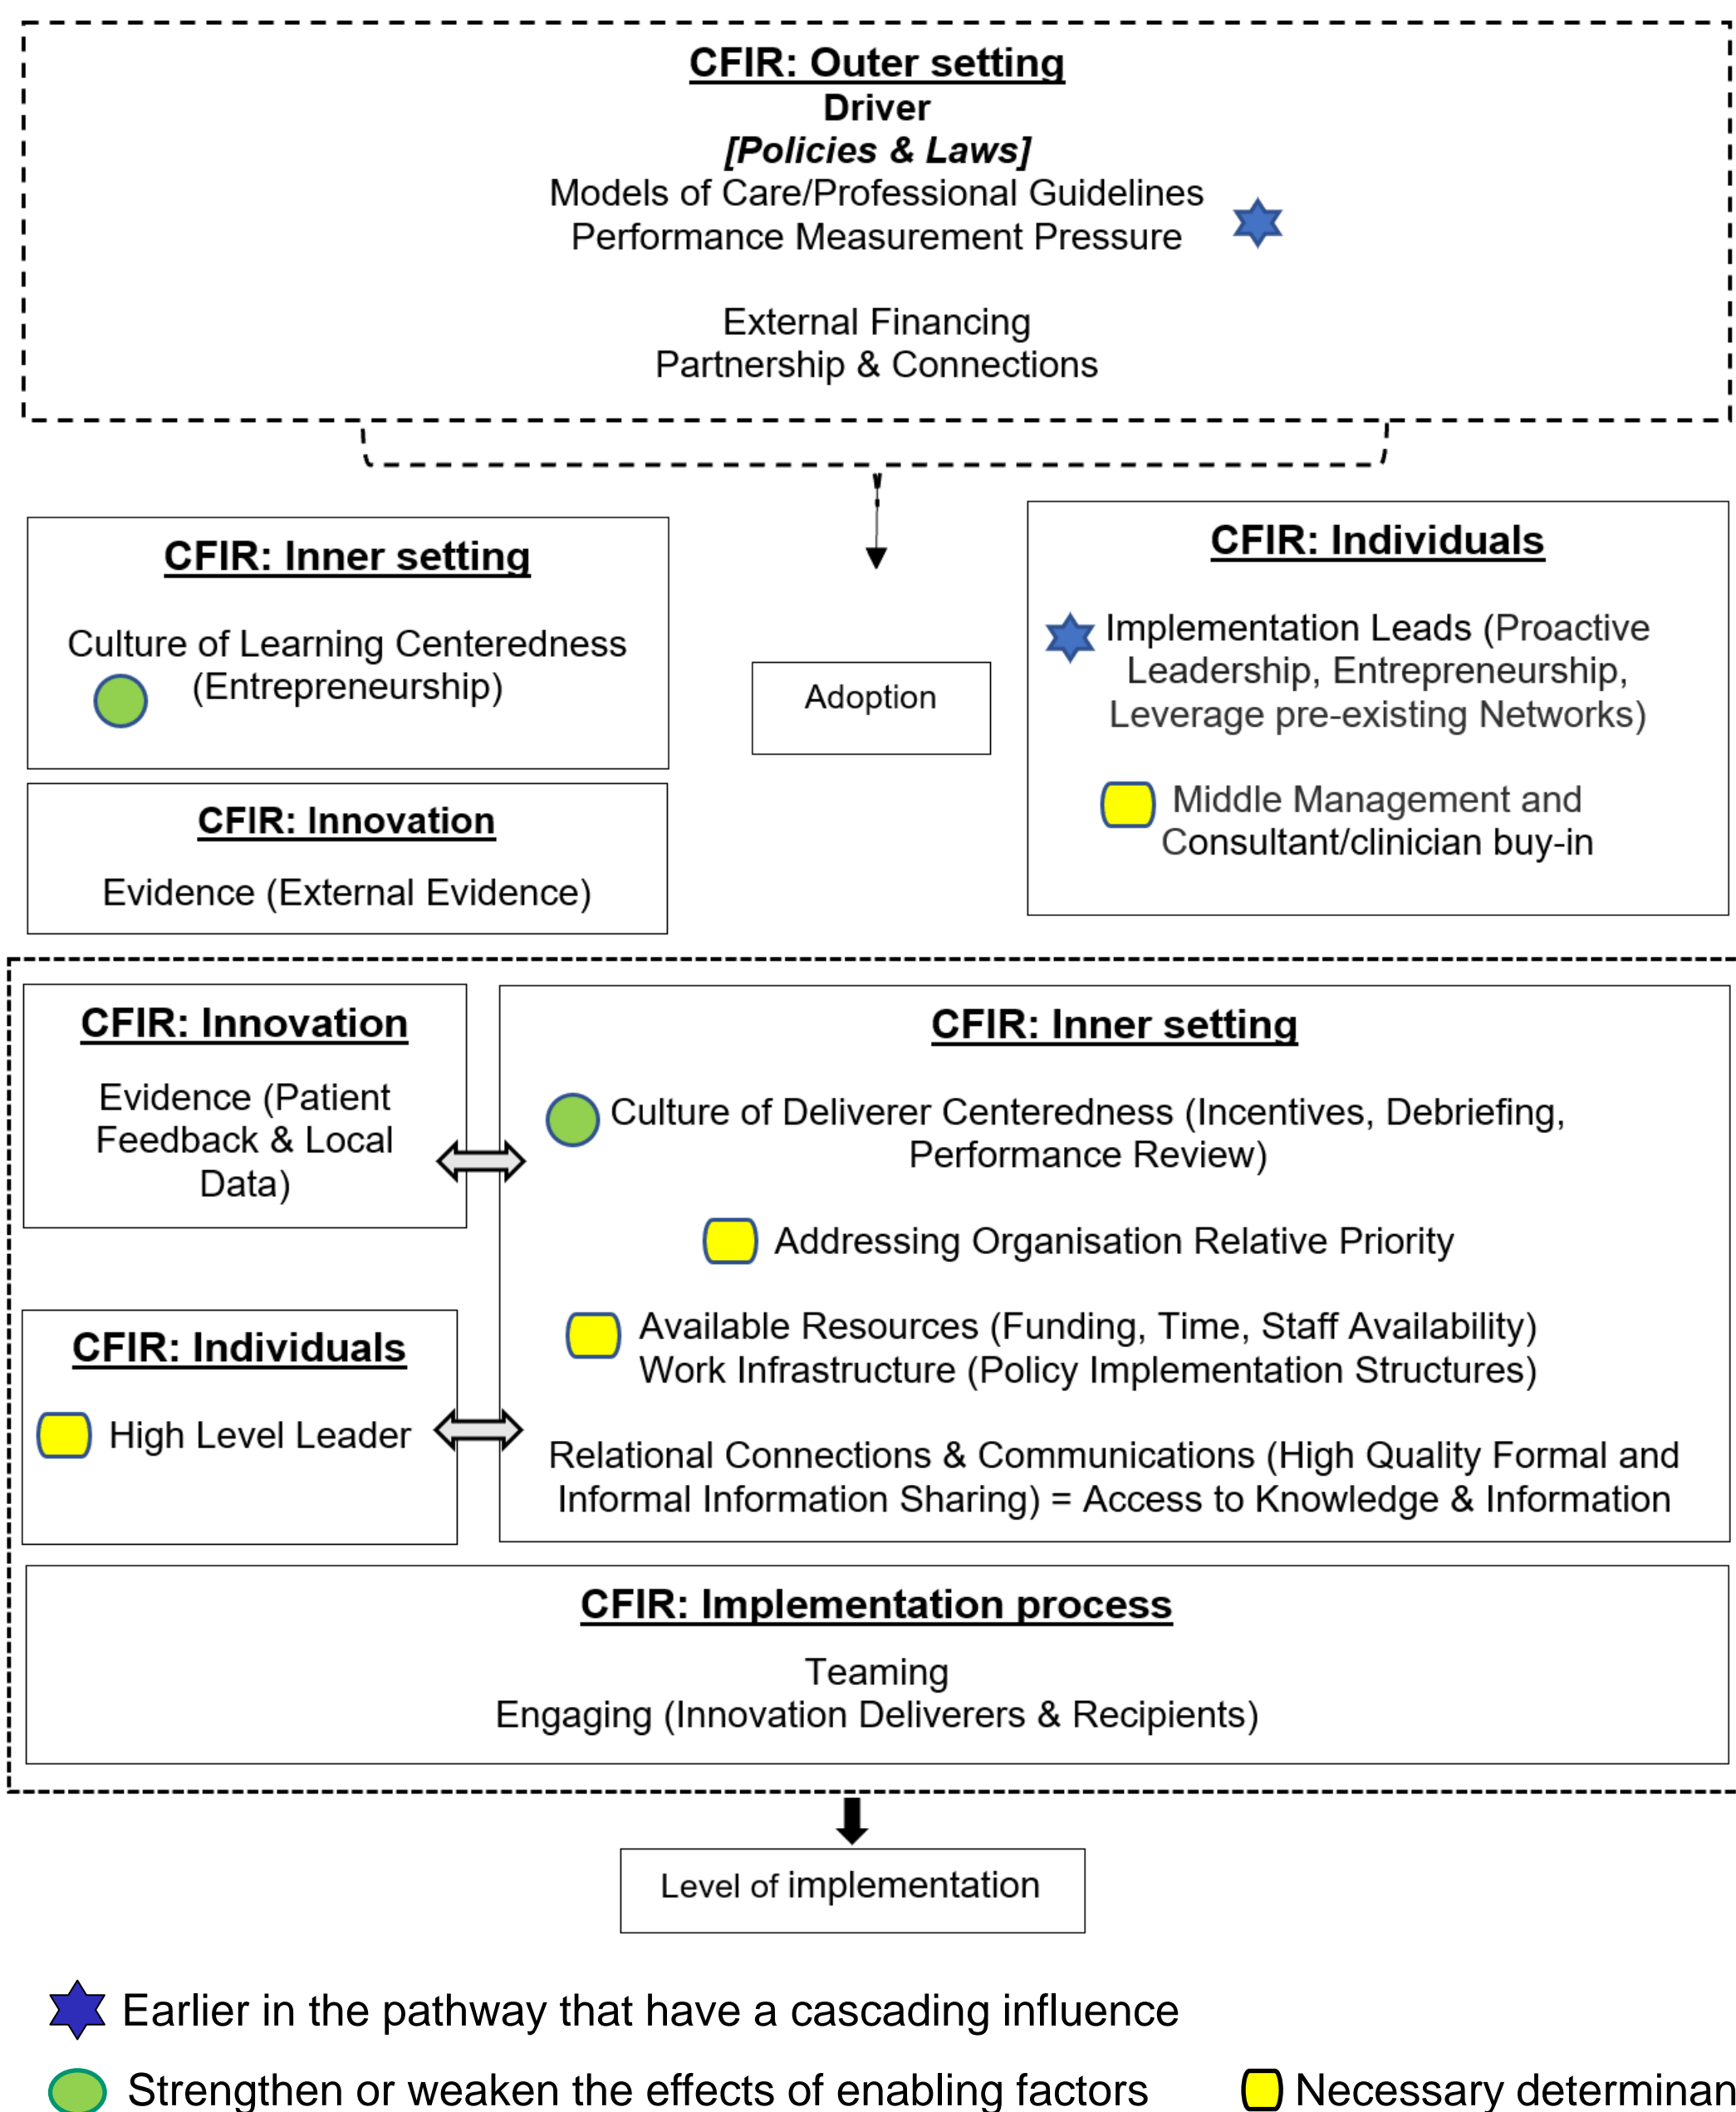 CFIR: Outer setting
Driver
[Policies & Laws]
Models of Care/Professional Guidelines
Performance Measurement Pressure
External Financing
Partnership & Connections
CFIR: Inner setting
Culture of Learning Centeredness
(Entrepreneurship)
CFIR: Innovation
Evidence (External Evidence)
Adoption
CFIR: Individuals
Implementation Leads (Proactive
Leadership, Entrepreneurship,
Leverage pre-existing Networks)
Middle Management and
Consultant/clinician buy-in
CFIR: Innovation
Evidence (Patient
Feedback & Local
Data)
CFIR: Individuals
High Level Leader
CFIR: Inner setting
Culture of Deliverer Centeredness (Incentives, Debriefing,
Performance Review)
Addressing Organisation Relative Priority
Available Resources (Funding, Time, Staff Availability)
Work Infrastructure (Policy Implementation Structures)
Relational Connections & Communications (High Quality Formal and
Informal Information Sharing) = Access to Knowledge & Information
CFIR: Implementation process
Teaming
Engaging (Innovation Deliverers & Recipients)
Level of implementation
Earlier in the pathway that have a cascading influence
Strengthen or weaken the effects of enabling factors
Necessary determinan